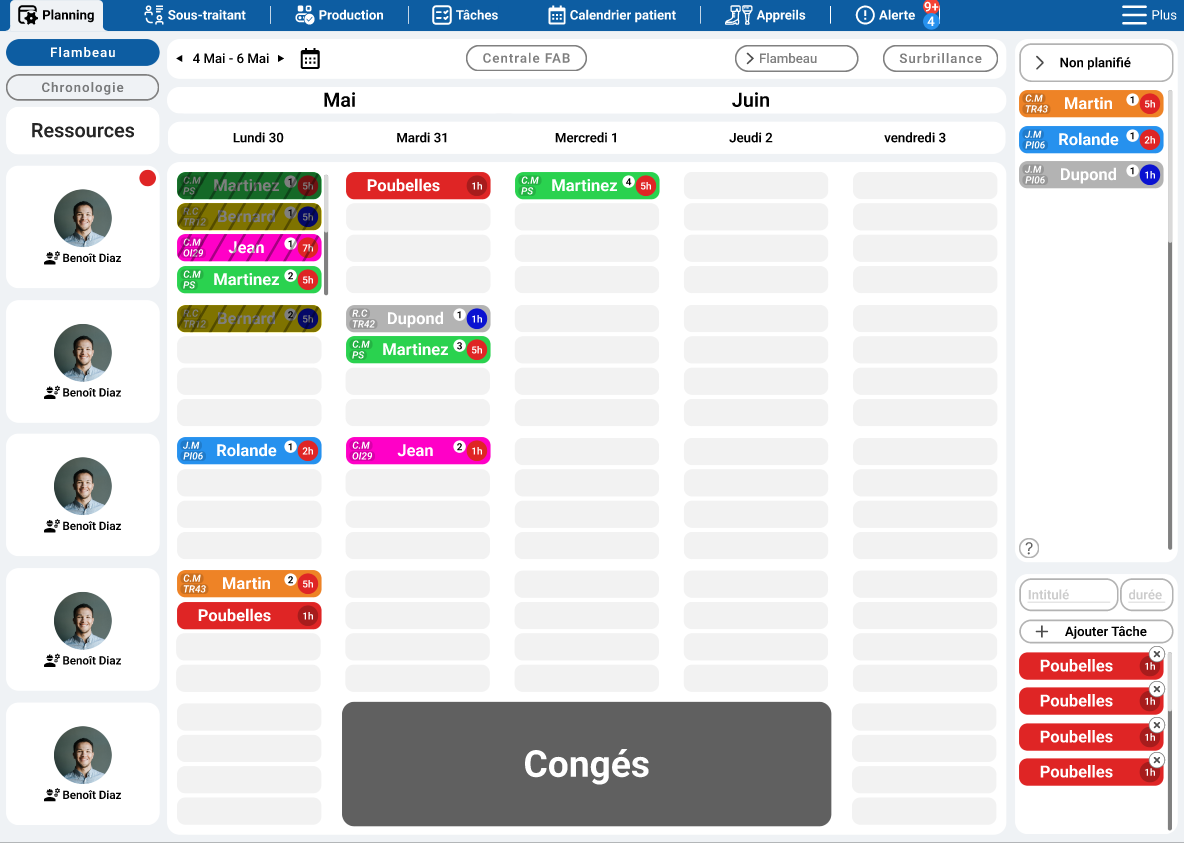 Planning
Sous-traitant
Production
Tâches
Calendrier patient
Appreils
Alerte
9+
4
Plus
Flambeau
Chronologie
Ressources
4 Mai - 6 Mai
Centrale FAB
Flambeau
Surbrillance
Mai
Juin
Lundi 30
Mardi 31
Mercredi 1
Jeudi 2
vendredi 3
Benoît Diaz
C.M PS Martinez 1 5h
Poubelles 1h
C.M PS Martinez 4 5h
R.C TR12 Bernard 1 5h
C.M OI29 Jean 1 7h
C.M PS Martinez 2 5h
Benoît Diaz
R.C TR12 Bernard 2 5h
R.C TR42 Dupond 1 1h
C.M PS Martinez 3 5h
Benoît Diaz
J.M PI06 Rolande 1 2h
C.M OI29 Jean 2 1h
Benoît Diaz
C.M TR43 Martin 2 5h
Poubelles 1h
Benoît Diaz
Congés
Non planifié
C.M TR43 Martin 1 5h
J.M PI06 Rolande 1 2h
J.M PI06 Dupond 1 1h
?
Intitulé
durée
Ajouter Tâche
Poubelles 1h
Poubelles 1h
Poubelles 1h
Poubelles 1h